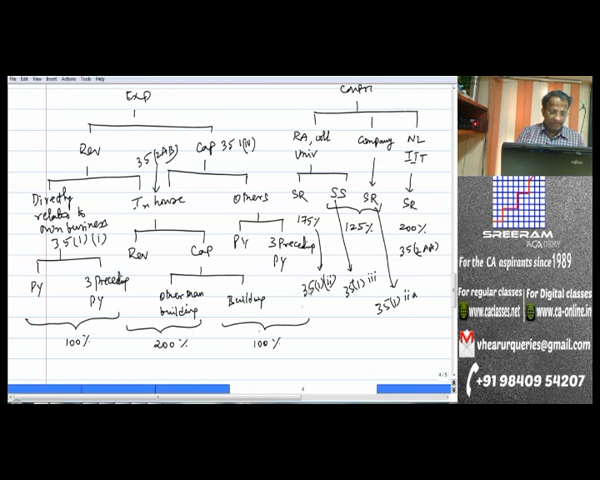 File Edit View Insert Actions Tools Help
Exp
Contri
Rev
35(2AB)
Cap 35 1(iv)
RA, coll
Univ
Company
NL
IIT
Directly
relates to
own business
35(1)(i)
In house
Others
SR
SS
SR
SR
175%
125%
200%
35(2AA)
PY
3 Preceding
PY
Rev
Cap
PY
3 Preceding
PY
Other than
building
Building
35(1)(ii)
35(1) iii
35(1) iia
100%
200%
100%
4/5
SREERAM
ACADEMY
For the CA aspirants since 1989
For regular classes
For Digital classes
www.caclasses.net
www.ca-online.in
vhearurqueries@gmail.com
+91 98409 54207